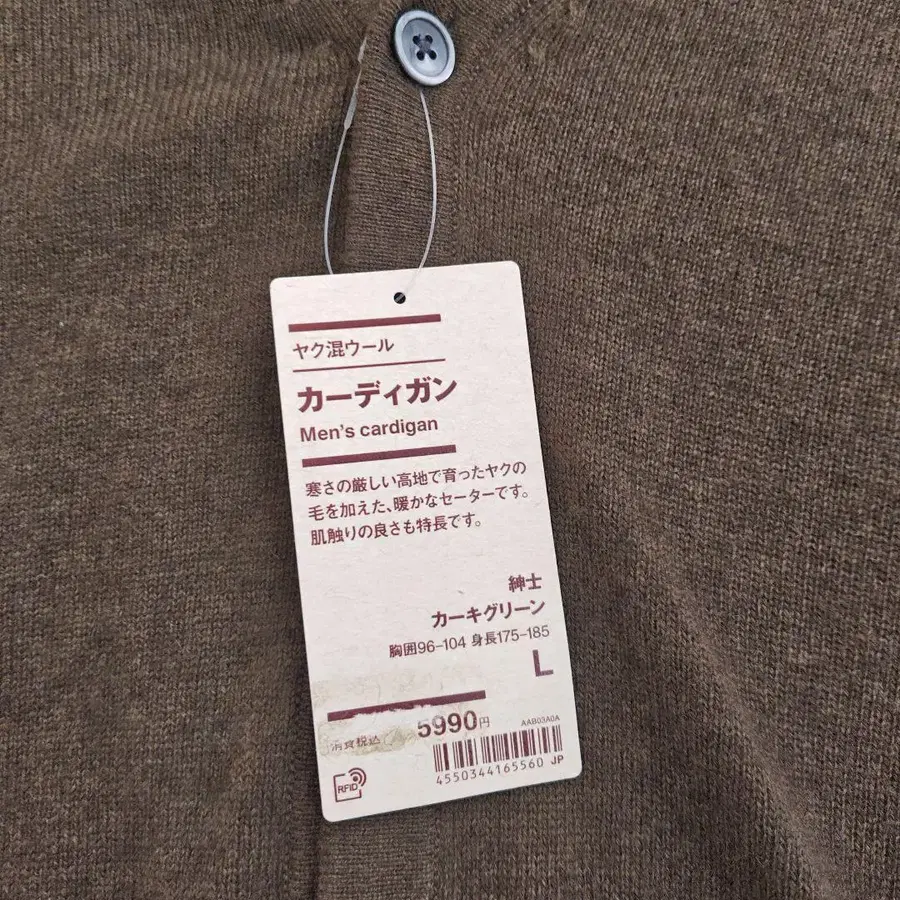 ヤク混ウール
カーディガン
Men's cardigan
寒さの厳しい高地で育ったヤクの
毛を加えた、暖かなセーターです。
肌触りの良さも特長です。
紳士
カーキグリーン
胸囲96-104 身長175-185
L
消費税込 5990円
AAB03A0A
4550344165560 JP
RFID